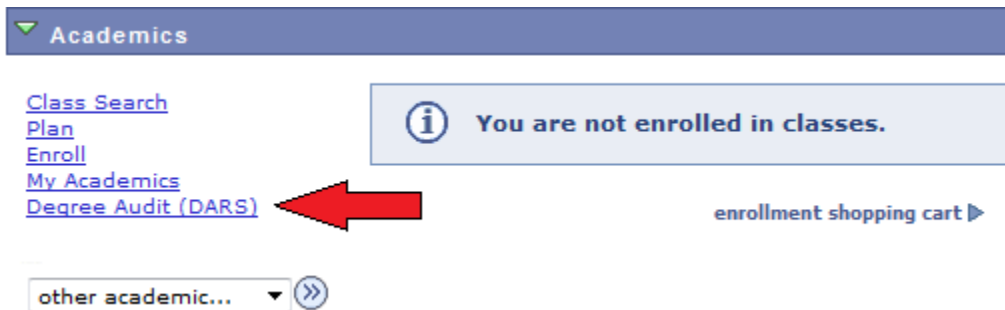 Academics
Class Search
Plan
Enroll
My Academics
Degree Audit (DARS)
You are not enrolled in classes.
enrollment shopping cart
other academic...